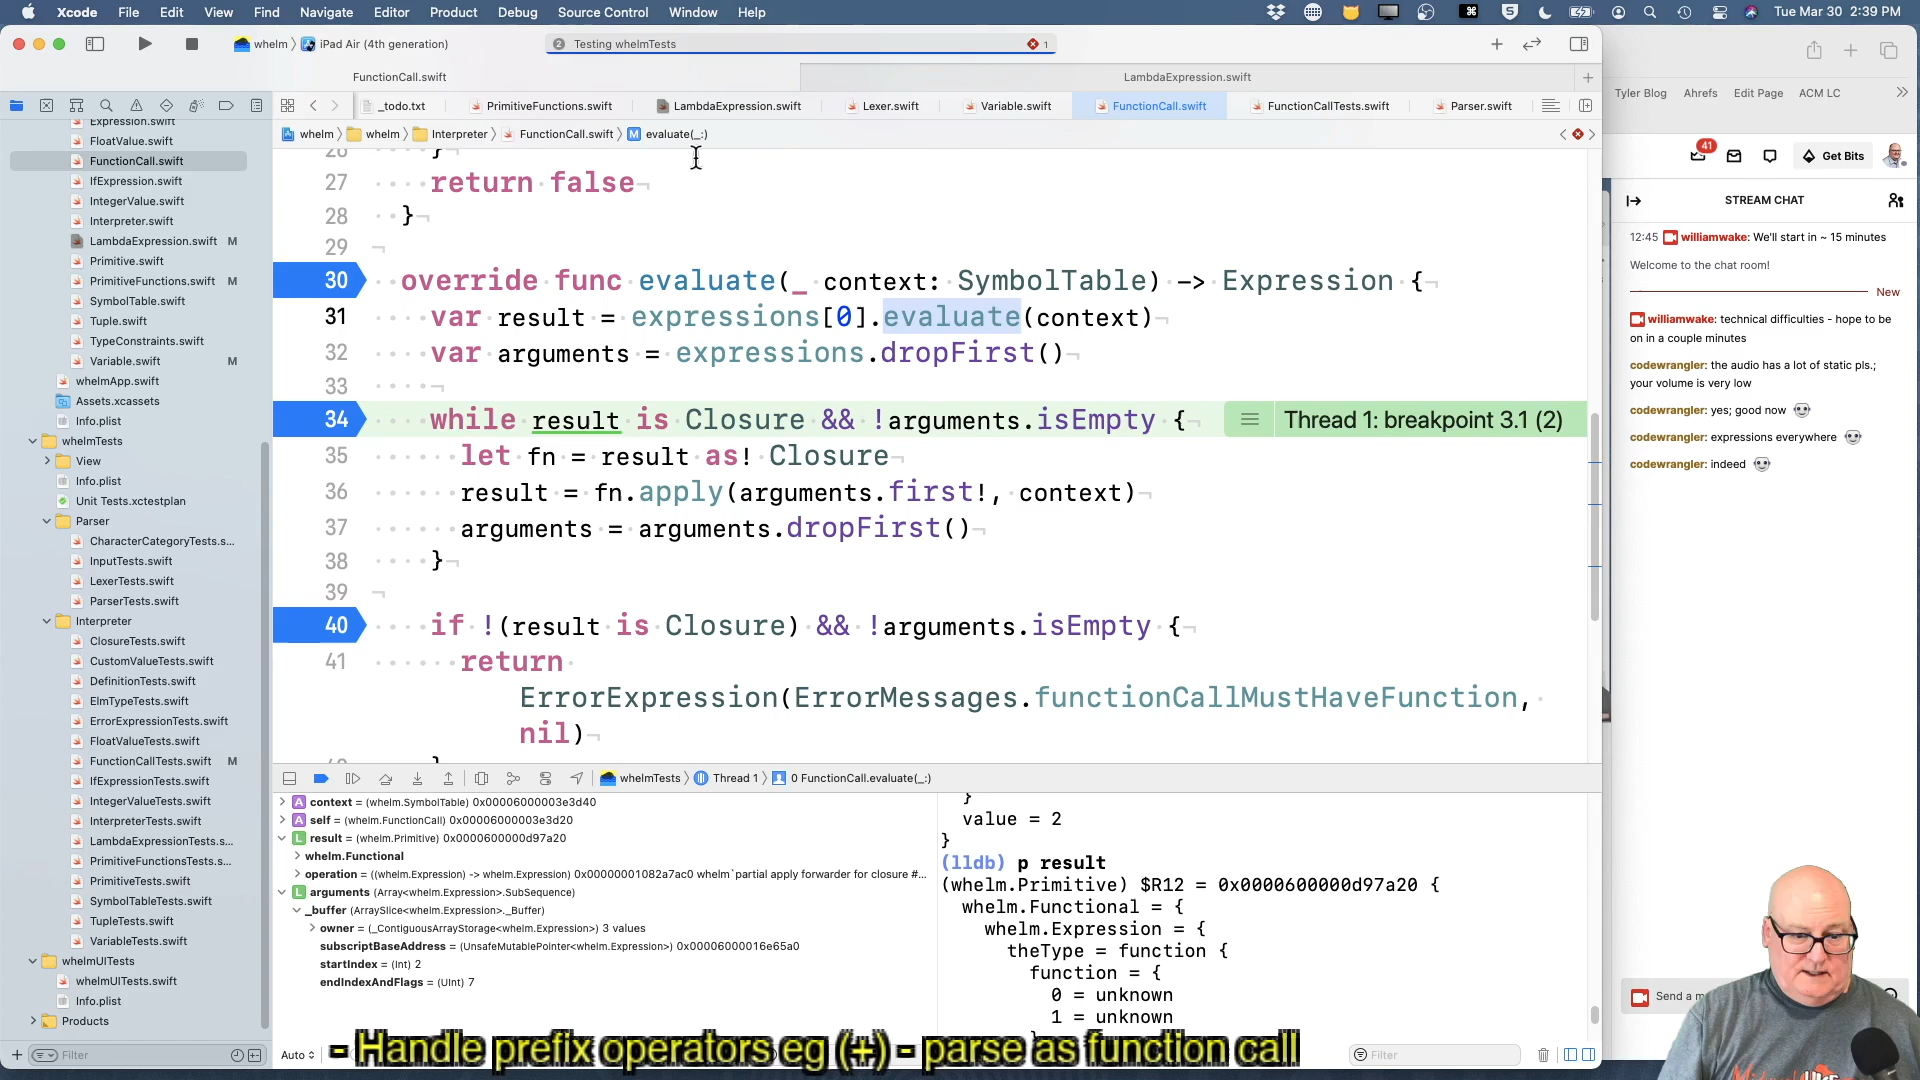 Xcode File Edit View Find Navigate Editor Product Debug Source Control Window Help Tue Mar 30 2:39 PM
whelm iPad Air (4th generation) 2 Testing whelmTests 1
FunctionCall.swift LambdaExpression.swift
_todo.txt PrimitiveFunctions.swift LambdaExpression.swift Lexer.swift Variable.swift FunctionCall.swift FunctionCallTests.swift Parser.swift
whelm whelm Interpreter FunctionCall.swift M evaluate(_:)
Expression.swift
FloatValue.swift
FunctionCall.swift
IfExpression.swift
IntegerValue.swift
Interpreter.swift
LambdaExpression.swift M
Primitive.swift
PrimitiveFunctions.swift M
SymbolTable.swift
Tuple.swift
TypeConstraints.swift
Variable.swift M
whelmApp.swift
Assets.xcassets
Info.plist
whelmTests
View
Info.plist
Unit Tests.xctestplan
Parser
CharacterCategoryTests.s...
InputTests.swift
LexerTests.swift
ParserTests.swift
Interpreter
ClosureTests.swift
CustomValueTests.swift
DefinitionTests.swift
ElmTypeTests.swift
ErrorExpressionTests.swift
FloatValueTests.swift
FunctionCallTests.swift M
IfExpressionTests.swift
IntegerValueTests.swift
InterpreterTests.swift
LambdaExpressionTests.s...
PrimitiveFunctionsTests.s...
PrimitiveTests.swift
SymbolTableTests.swift
TupleTests.swift
VariableTests.swift
whelmUITests
whelmUITests.swift
Info.plist
Products
Filter
26 }
27 return false
28 }
29
30 override func evaluate(_ context: SymbolTable) -> Expression {
31 var result = expressions[0].evaluate(context)
32 var arguments = expressions.dropFirst()
33
34 while result is Closure && !arguments.isEmpty { Thread 1: breakpoint 3.1 (2)
35 let fn = result as! Closure
36 result = fn.apply(arguments.first!, context)
37 arguments = arguments.dropFirst()
38 }
39
40 if !(result is Closure) && !arguments.isEmpty {
41 return
ErrorExpression(ErrorMessages.functionCallMustHaveFunction,
nil)
whelmTests Thread 1 0 FunctionCall.evaluate(_:)
A context = (whelm.SymbolTable) 0x00006000003e3d40
A self = (whelm.FunctionCall) 0x00006000003e3d20
L result = (whelm.Primitive) 0x0000600000d97a20
whelm.Functional
operation = ((whelm.Expression) -> whelm.Expression) 0x00000001082a7ac0 whelm`partial apply forwarder for closure #...
L arguments (Array<whelm.Expression>.SubSequence)
_buffer (ArraySlice<whelm.Expression>._Buffer)
owner = (_ContiguousArrayStorage<whelm.Expression>) 3 values
subscriptBaseAddress = (UnsafeMutablePointer<whelm.Expression>) 0x00006000016e65a0
startIndex = (Int) 2
endIndexAndFlags = (UInt) 7
Auto
}
value = 2
}
(lldb) p result
(whelm.Primitive) $R12 = 0x0000600000d97a20 {
whelm.Functional = {
whelm.Expression = {
theType = function {
function = {
0 = unknown
1 = unknown
Filter
- Handle prefix operators eg (+) - parse as function call
Tyler Blog Ahrefs Edit Page ACM LC
41 Get Bits
STREAM CHAT
12:45 williamwake: We'll start in ~ 15 minutes
Welcome to the chat room!
New
williamwake: technical difficulties - hope to be
on in a couple minutes
codewrangler: the audio has a lot of static pls.;
your volume is very low
codewrangler: yes; good now
codewrangler: expressions everywhere
codewrangler: indeed
Send a m